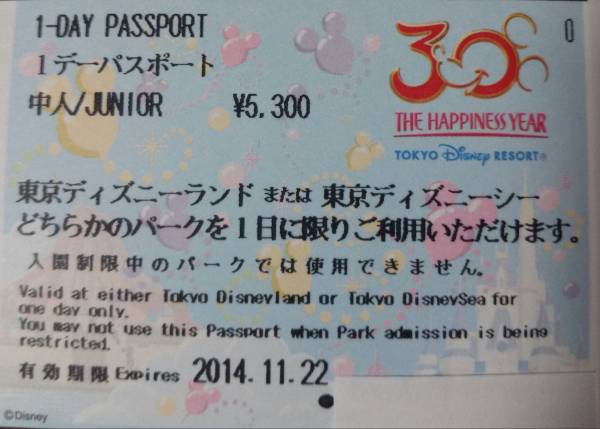 1-DAY PASSPORT
1デーパスポート
中人/JUNIOR ¥5,300
0
30
THE HAPPINESS YEAR
TOKYO Disney RESORT®
東京ディズニーランド または 東京ディズニーシー
どちらかのパークを1日に限りご利用いただけます。
入園制限中のパークでは使用できません。
Valid at either Tokyo Disneyland or Tokyo DisneySea for
one day only.
You may not use this Passport when Park admission is being
restricted.
有効期限 Expires 2014.11.22
©Disney